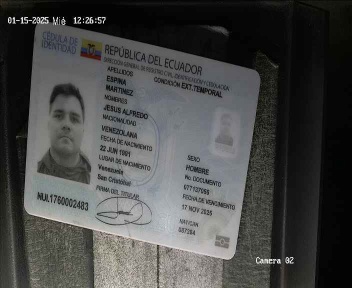 01-15-2025 Mié 12:26:57
CÉDULA DE
IDENTIDAD
REPÚBLICA DEL ECUADOR
DIRECCIÓN GENERAL DE REGISTRO CIVIL, IDENTIFICACIÓN Y CEDULACIÓN
APELLIDOS
CONDICIÓN EXT.TEMPORAL
ESPINA
MARTINEZ
NOMBRES
JESUS ALFREDO
NACIONALIDAD
VENEZOLANA
FECHA DE NACIMIENTO
22 JUN 1991
LUGAR DE NACIMIENTO
Venezuela
San Cristobal
FIRMA DEL TITULAR
SEXO
HOMBRE
No. DOCUMENTO
FECHA DE VENCIMIENTO
17 NOV 2025
NAT/CAN
NUI.1760002483
Camera 02